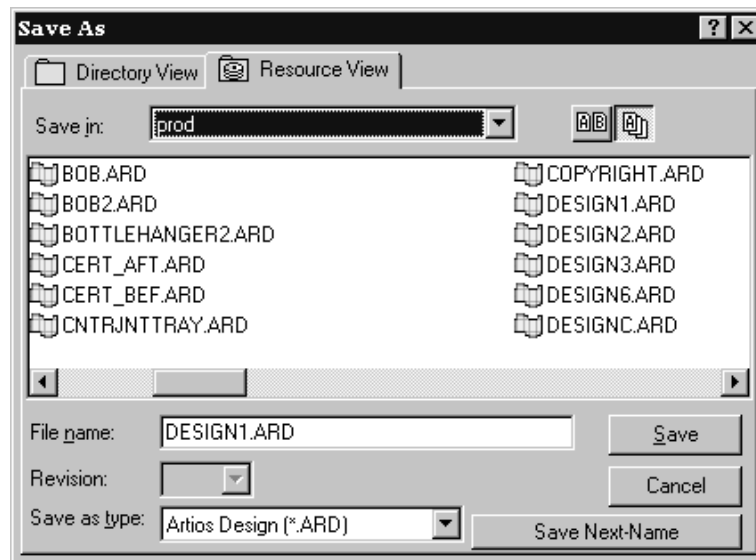 Save As
Directory View
Resource View
Save in:
prod
BOB.ARD
BOB2.ARD
BOTTLEHANGER2.ARD
CERT_AFT.ARD
CERT_BEF.ARD
CNTRJNTTRAY.ARD
COPYRIGHT.ARD
DESIGN1.ARD
DESIGN2.ARD
DESIGN3.ARD
DESIGN6.ARD
DESIGNC.ARD
File name:
DESIGN1.ARD
Save
Revision:
Cancel
Save as type:
Artios Design (*.ARD)
Save Next-Name